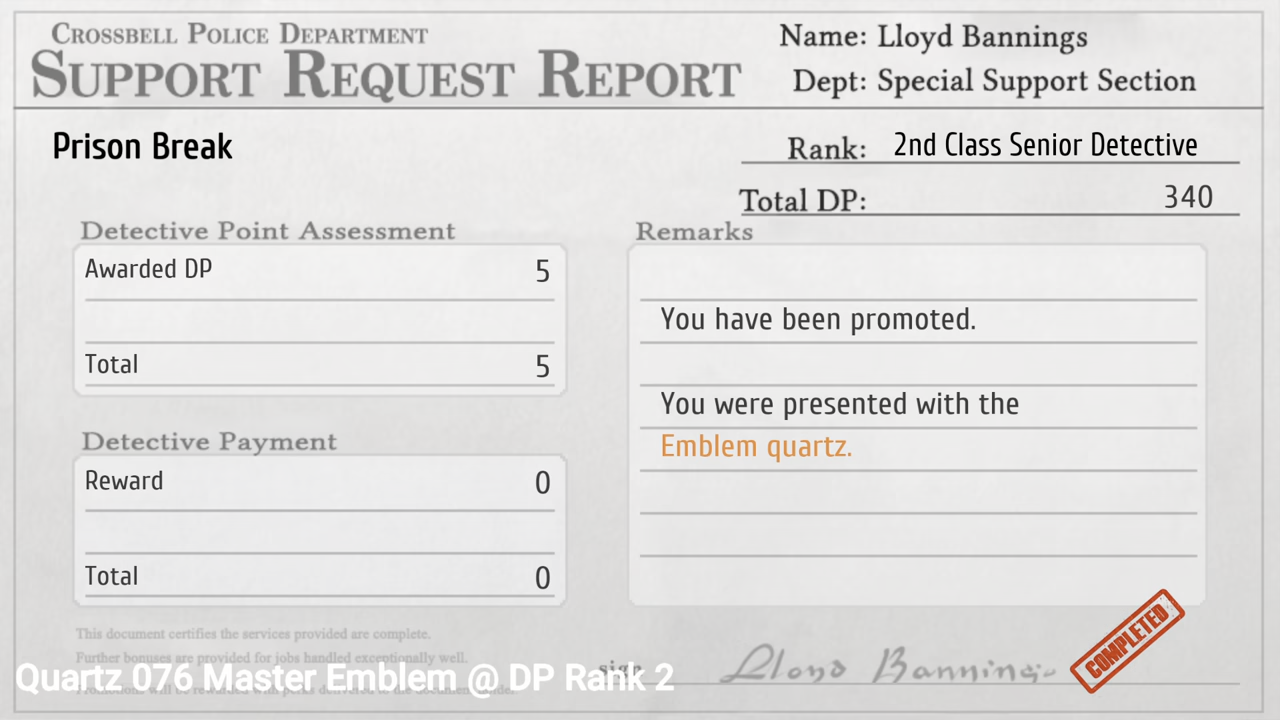 CROSSBELL POLICE DEPARTMENT
SUPPORT REQUEST REPORT
Name: Lloyd Bannings
Dept: Special Support Section
Prison Break
Rank: 2nd Class Senior Detective
Total DP: 340
Detective Point Assessment
Awarded DP 5
Total 5
Detective Payment
Reward 0
Total 0
Remarks
You have been promoted.
You were presented with the
Emblem quartz.
This document certifies the services provided are complete.
Further bonuses are provided for jobs handled exceptionally well.
sign
Lloyd Bannings
COMPLETED
Quartz 076 Master Emblem @ DP Rank 2